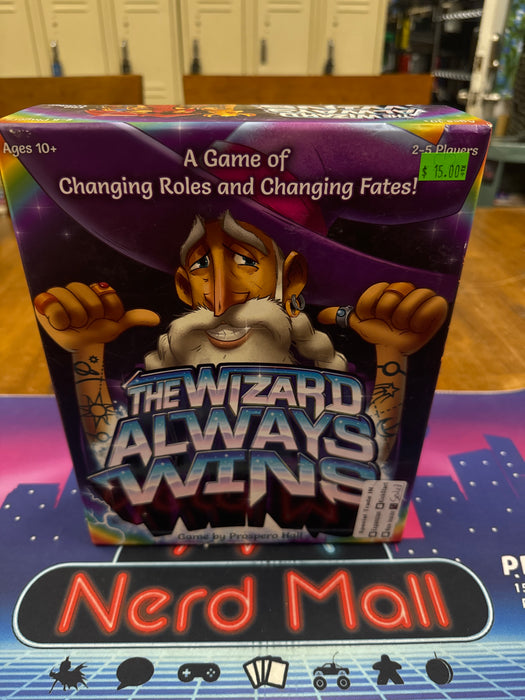 Ages 10+
A Game of
2-5 Players
Changing Roles and Changing Fates!
$ 15.00
THE WIZARD
ALWAYS
WINS
Game by Prospero Hall
Nerd Mall